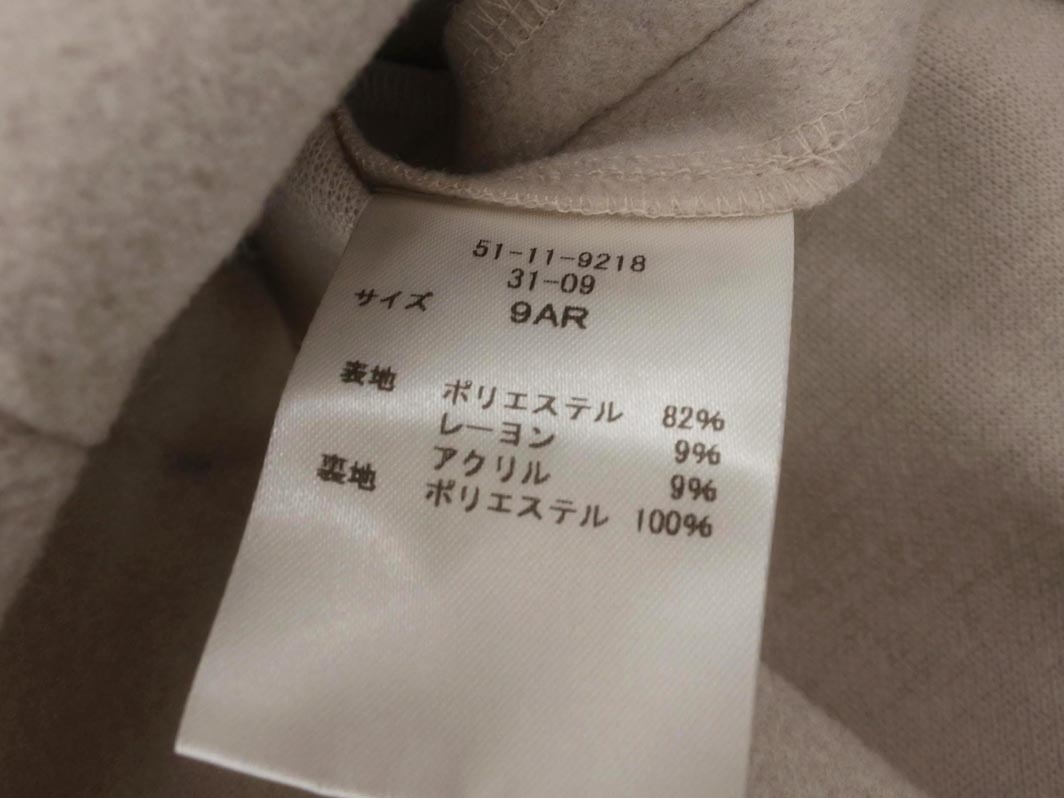 51-11-9218
31-09
サイズ 9AR
表地 ポリエステル 82%
レーヨン 9%
アクリル 9%
裏地 ポリエステル 100%